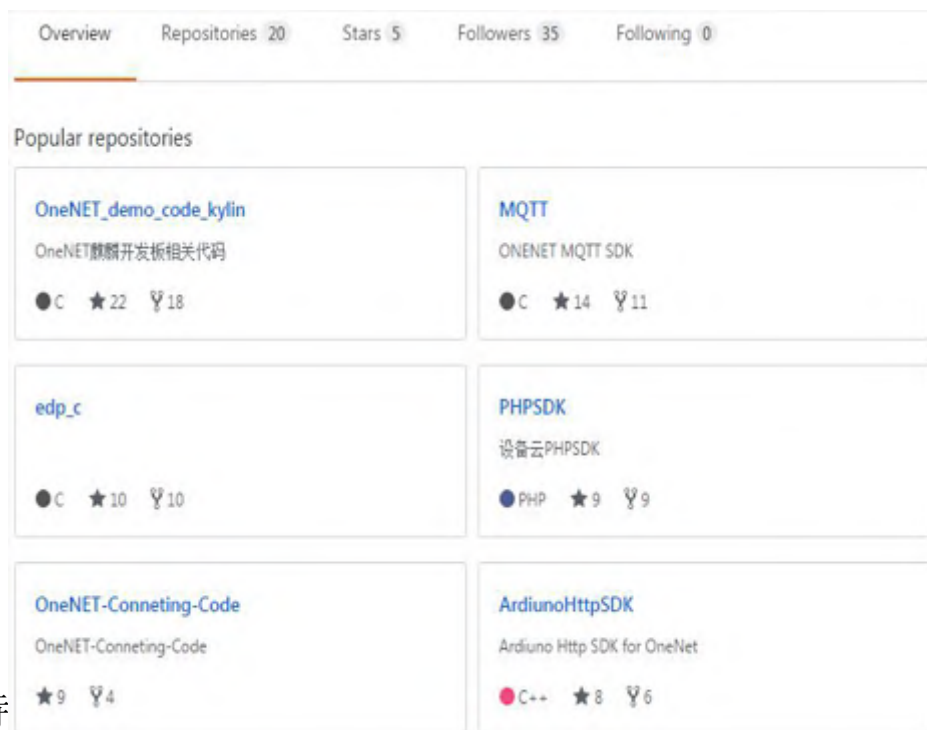 Overview Repositories 20 Stars 5 Followers 35 Following 0
Popular repositories
OneNET_demo_code_kylin
OneNET麒麟开发板相关代码
C 22 18
MQTT
ONENET MQTT SDK
C 14 11
edp_c
C 10 10
PHPSDK
设备云PHPSDK
PHP 9 9
OneNET-Conneting-Code
OneNET-Conneting-Code
9 4
ArdiunoHttpSDK
Ardiuno Http SDK for OneNet
C++ 8 6